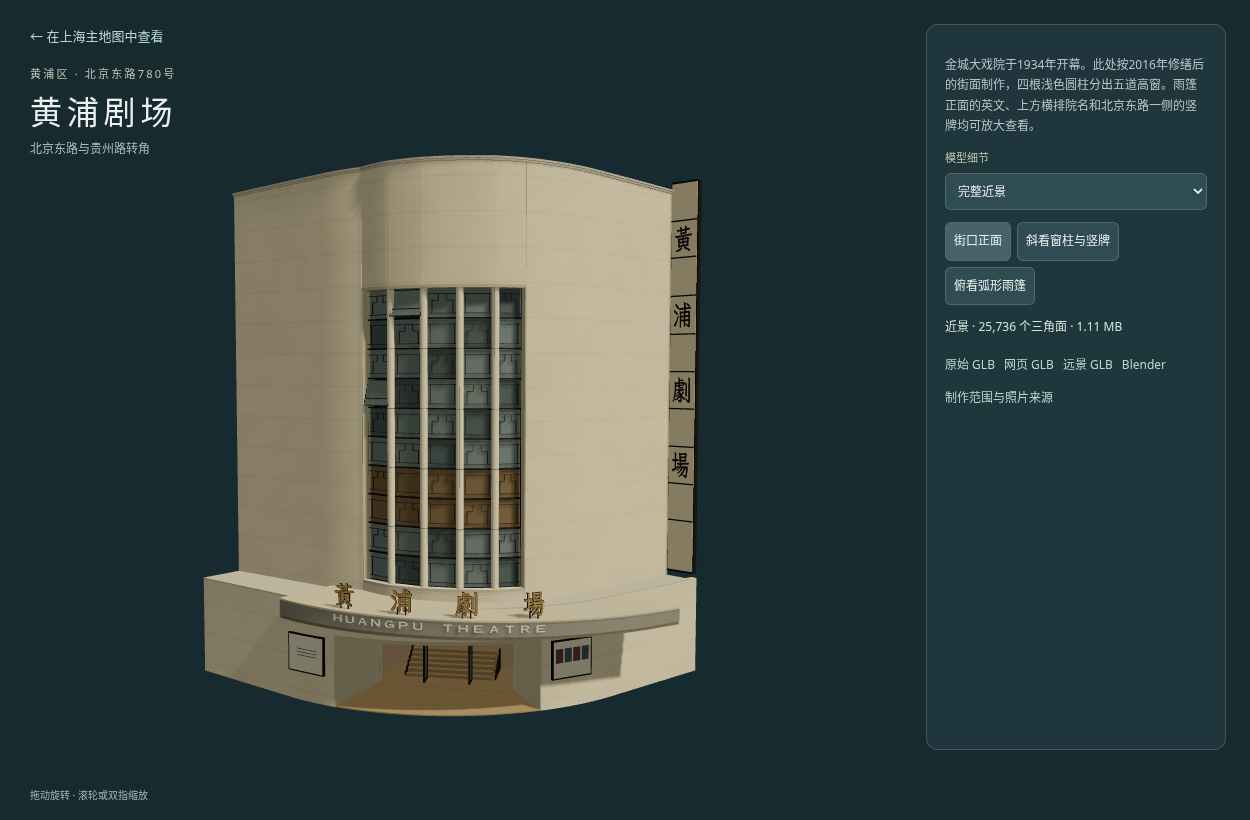 ← 在上海主地图中查看
黄浦区 · 北京东路780号
黄浦剧场
北京东路与贵州路转角
黃浦劇場
黃浦劇場
HUANGPU THEATRE
拖动旋转 · 滚轮或双指缩放
金城大戏院于1934年开幕。此处按2016年修缮后
的街面制作，四根浅色圆柱分出五道高窗。雨篷
正面的英文、上方横排院名和北京东路一侧的竖
牌均可放大查看。
模型细节
完整近景
街口正面
斜看窗柱与竖牌
俯看弧形雨篷
近景 · 25,736 个三角面 · 1.11 MB
原始 GLB 网页 GLB 远景 GLB Blender
制作范围与照片来源